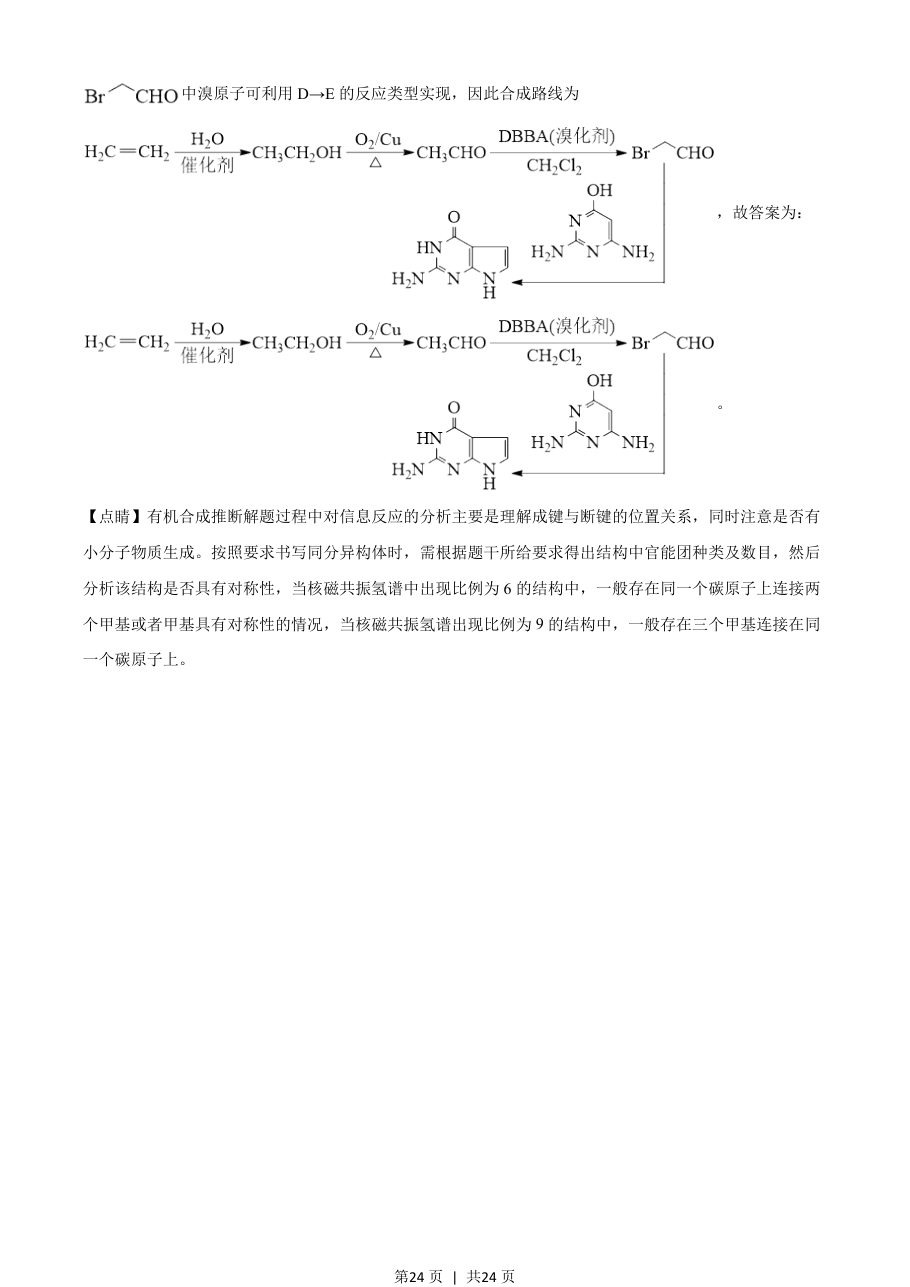 Br CHO 中溴原子可利用 D→E 的反应类型实现，因此合成路线为
H₂C=CH₂ H₂O 催化剂 CH₃CH₂OH O₂/Cu △ CH₃CHO DBBA(溴化剂) CH₂Cl₂ Br CHO
OH
O N ，故答案为：
HN H₂N N NH₂
H₂N N N
H
H₂C=CH₂ H₂O 催化剂 CH₃CH₂OH O₂/Cu △ CH₃CHO DBBA(溴化剂) CH₂Cl₂ Br CHO
OH
O N 。
HN H₂N N NH₂
H₂N N N
H
【点睛】有机合成推断解题过程中对信息反应的分析主要是理解成键与断键的位置关系，同时注意是否有
小分子物质生成。按照要求书写同分异构体时，需根据题干所给要求得出结构中官能团种类及数目，然后
分析该结构是否具有对称性，当核磁共振氢谱中出现比例为 6 的结构中，一般存在同一个碳原子上连接两
个甲基或者甲基具有对称性的情况，当核磁共振氢谱出现比例为 9 的结构中，一般存在三个甲基连接在同
一个碳原子上。
第24 页 | 共24 页